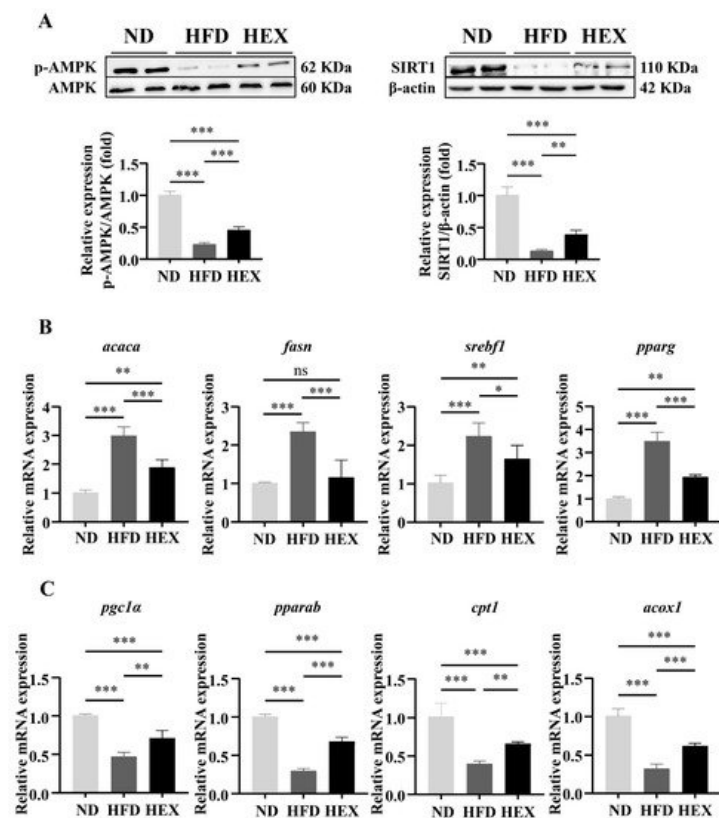 A
ND HFD HEX
p-AMPK 62 KDa
AMPK 60 KDa
ND HFD HEX
SIRT1 110 KDa
β-actin 42 KDa
Relative expression
p-AMPK/AMPK (fold)
1.5
1.0
0.5
0.0
***
*** ***
ND HFD HEX
Relative expression
SIRT1/β-actin (fold)
1.5
1.0
0.5
0.0
***
*** **
ND HFD HEX
B
acaca
Relative mRNA expression
4
3
2
1
**
*** ***
ND HFD HEX
fasn
Relative mRNA expression
3
2
1
ns
*** ***
ND HFD HEX
srebf1
Relative mRNA expression
3
2
1
**
*** *
ND HFD HEX
pparg
Relative mRNA expression
5
4
3
2
1
**
*** ***
ND HFD HEX
C
pgc1α
Relative mRNA expression
1.5
1.0
0.5
0.0
***
*** **
ND HFD HEX
pparab
Relative mRNA expression
1.5
1.0
0.5
0.0
***
*** ***
ND HFD HEX
cpt1
Relative mRNA expression
1.5
1.0
0.5
0.0
***
*** **
ND HFD HEX
acox1
Relative mRNA expression
1.5
1.0
0.5
0.0
***
*** ***
ND HFD HEX